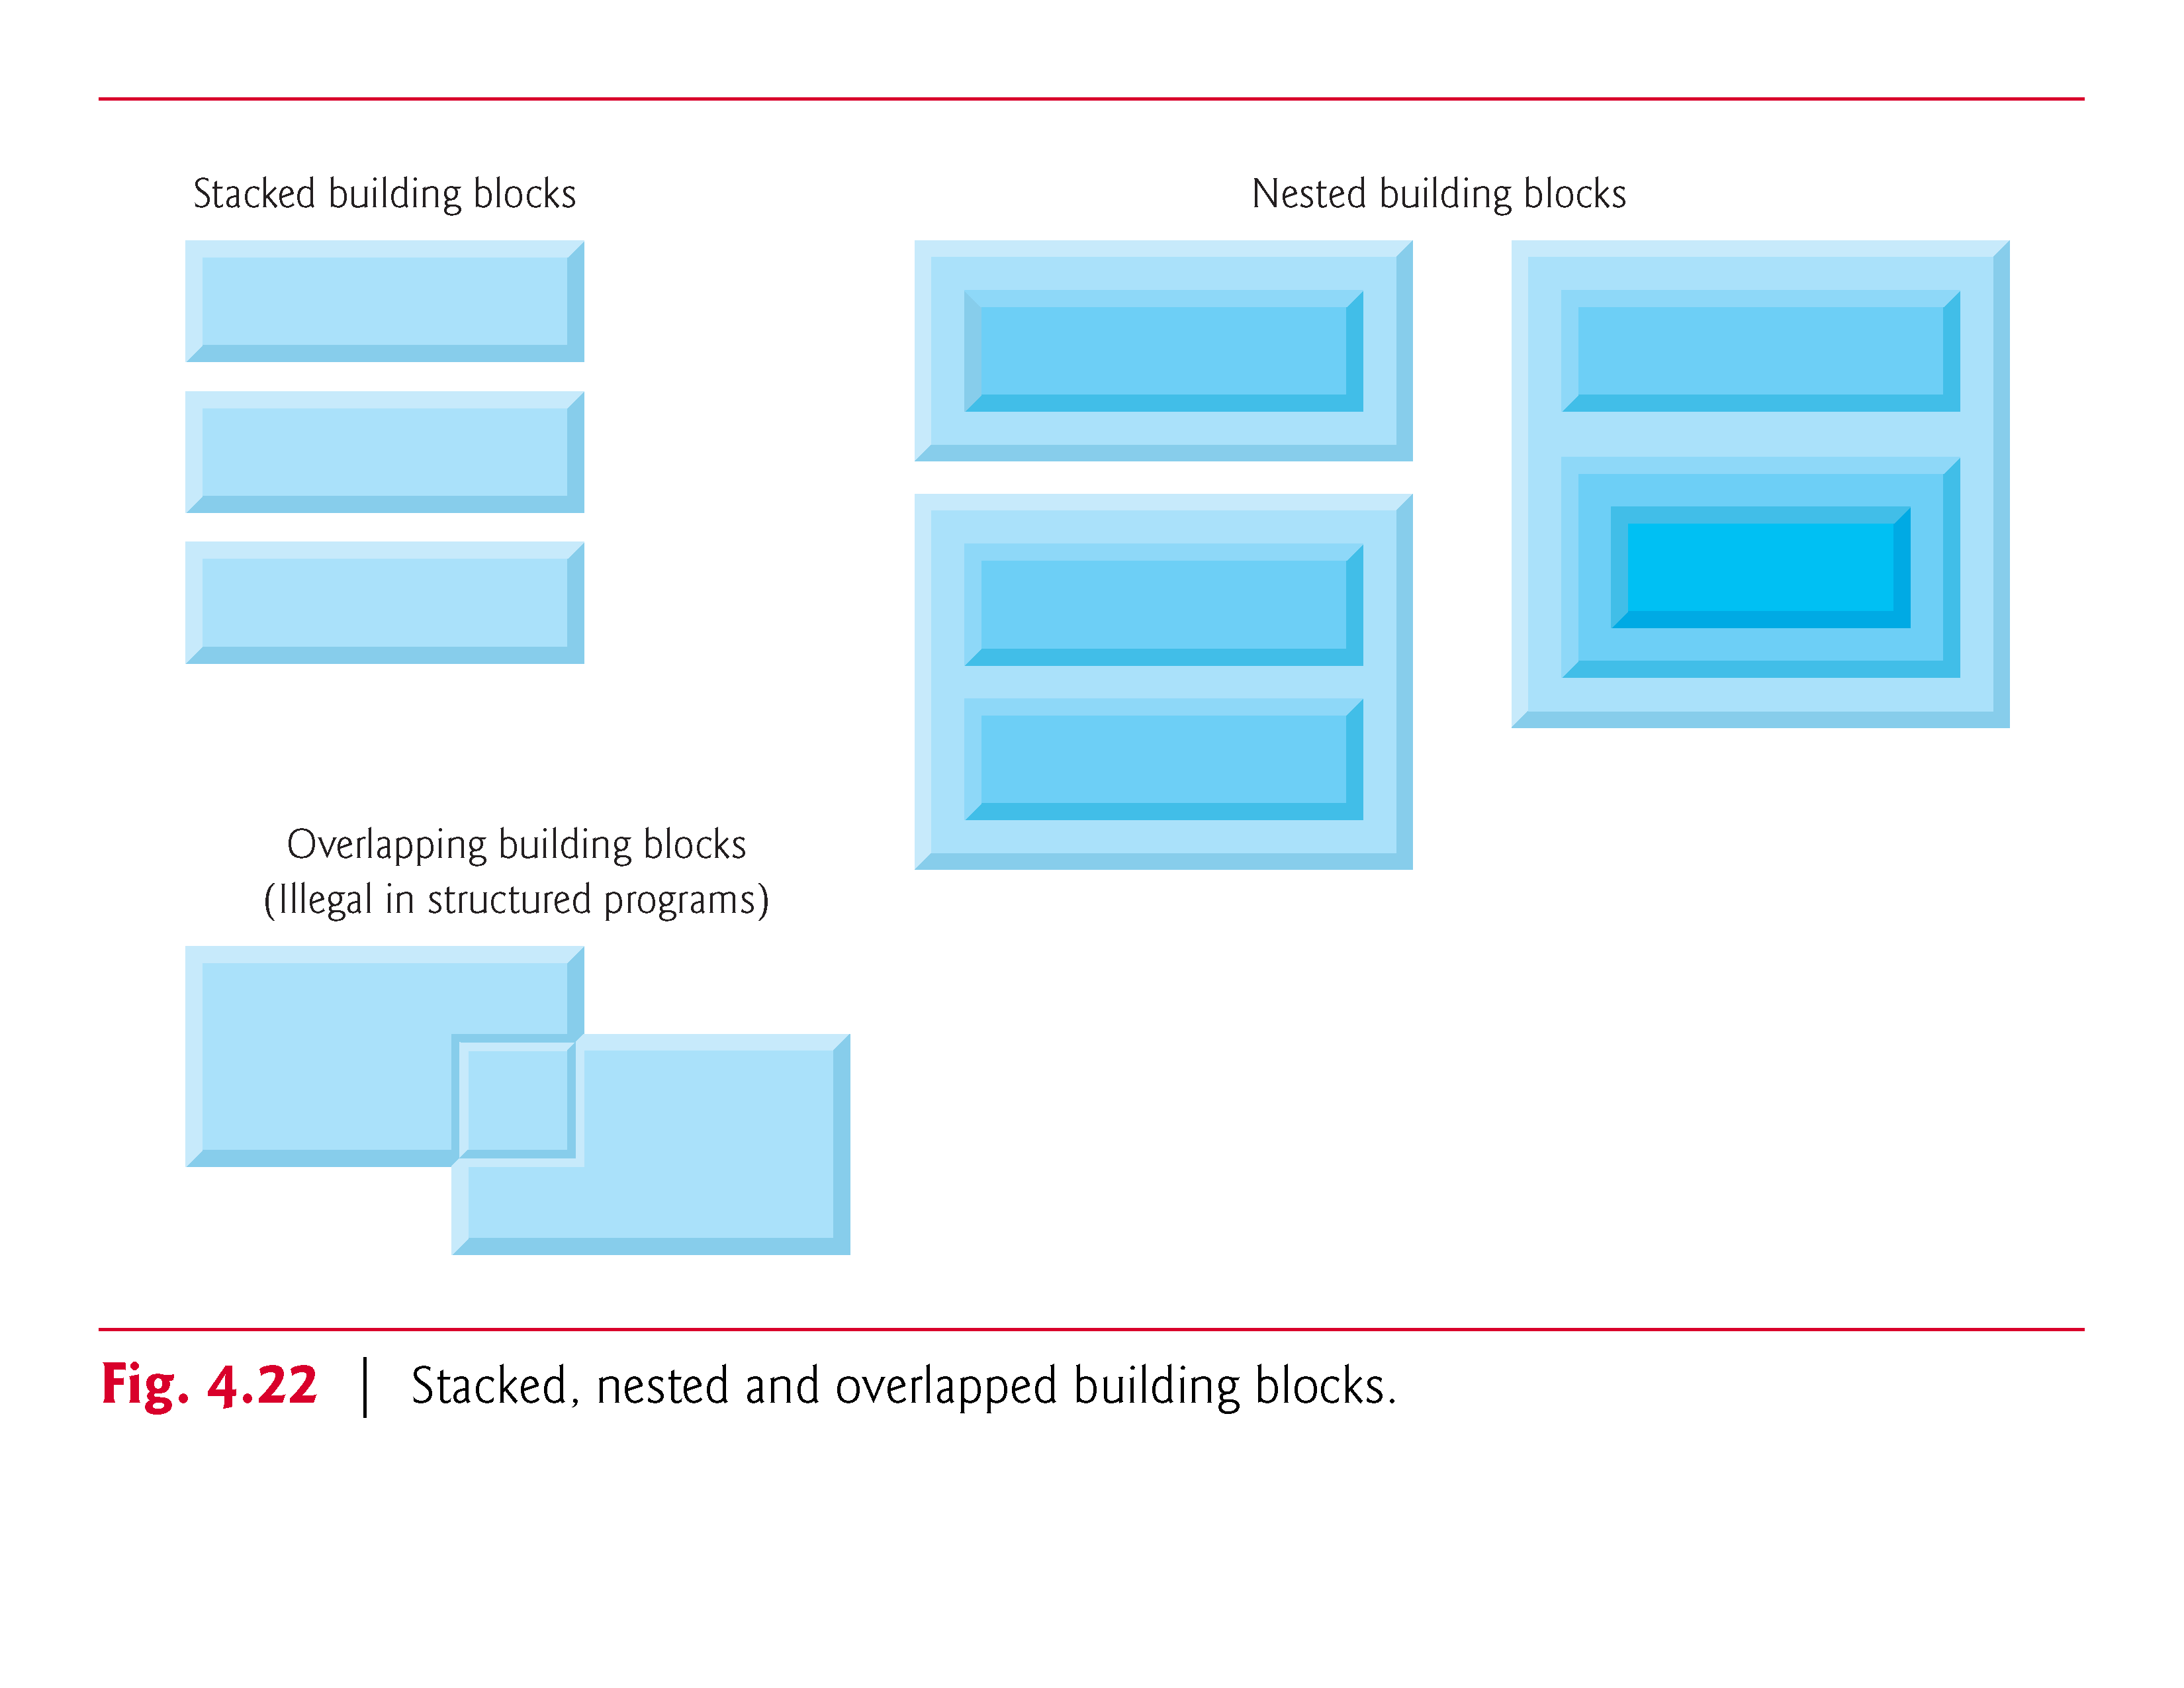 Stacked building blocks
Nested building blocks
Overlapping building blocks
(Illegal in structured programs)
Fig. 4.22 | Stacked, nested and overlapped building blocks.